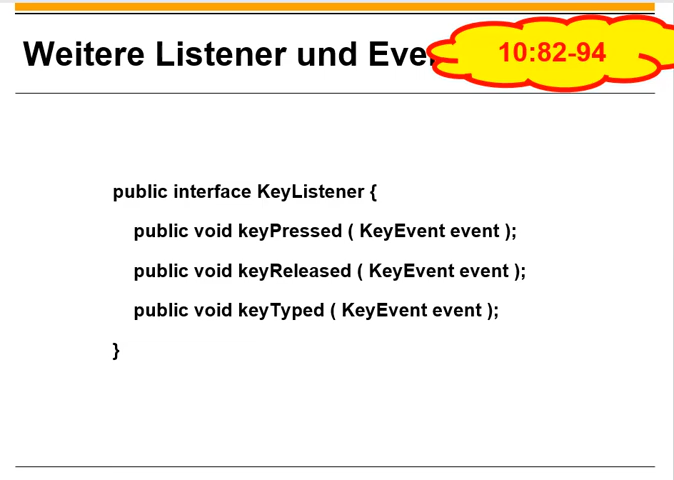 Weitere Listener und
10:82-94
public interface KeyListener {
public void keyPressed ( KeyEvent event );
public void keyReleased ( KeyEvent event );
public void keyTyped ( KeyEvent event );
}